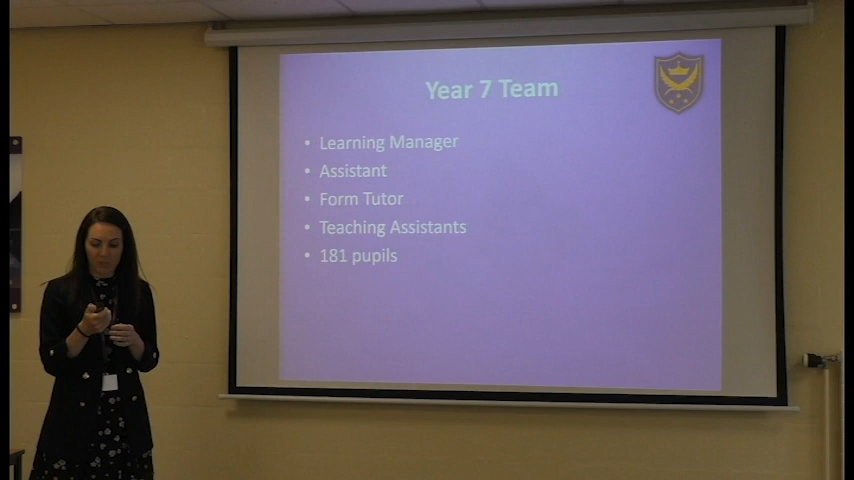 Year 7 Team
• Learning Manager
• Assistant
• Form Tutor
• Teaching Assistants
• 181 pupils